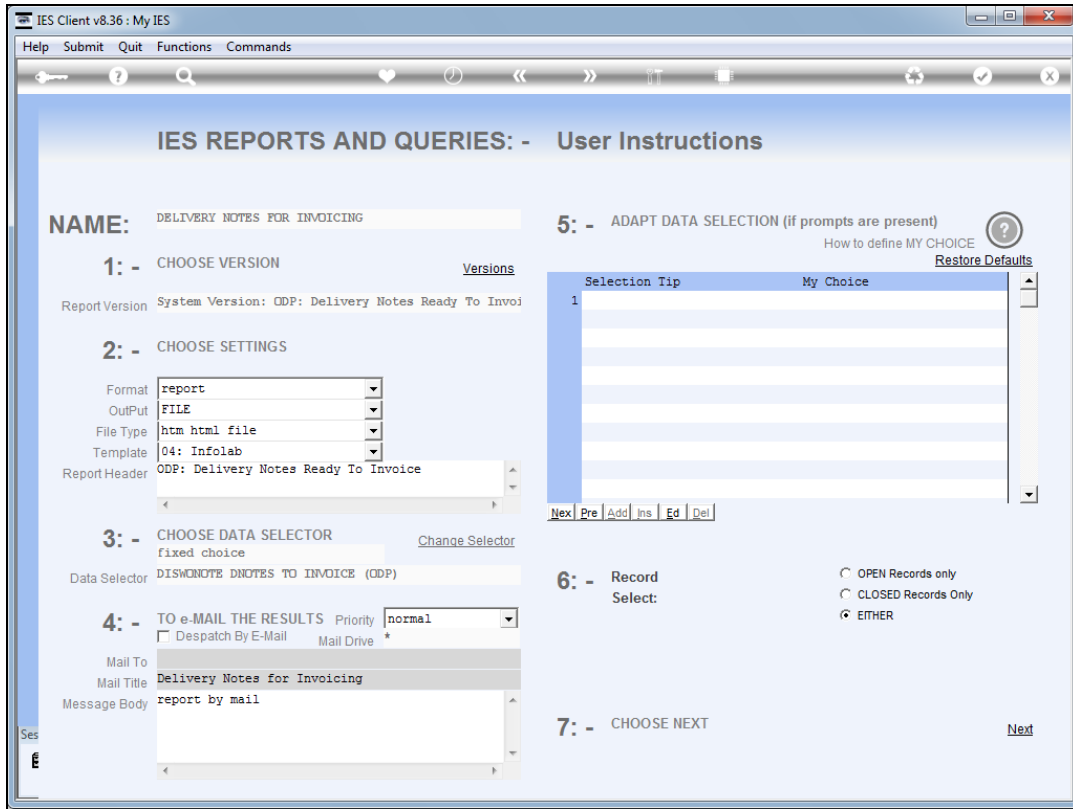 IES Client v8.36 : My IES
Help Submit Quit Functions Commands
IES REPORTS AND QUERIES: - User Instructions
NAME: DELIVERY NOTES FOR INVOICING
1: - CHOOSE VERSION Versions
Report Version System Version: ODP: Delivery Notes Ready To Invoi
2: - CHOOSE SETTINGS
Format report
OutPut FILE
File Type htm html file
Template 04: Infolab
Report Header ODP: Delivery Notes Ready To Invoice
3: - CHOOSE DATA SELECTOR Change Selector
fixed choice
Data Selector DISWONOTE DNOTES TO INVOICE (ODP)
4: - TO e-MAIL THE RESULTS Priority normal
Despatch By E-Mail Mail Drive *
Mail To
Mail Title Delivery Notes for Invoicing
Message Body report by mail
5: - ADAPT DATA SELECTION (if prompts are present)
How to define MY CHOICE ?
Restore Defaults
Selection Tip My Choice
1
Nex Pre Add Ins Ed Del
6: - Record Select:
OPEN Records only
CLOSED Records Only
EITHER
7: - CHOOSE NEXT Next
Ses